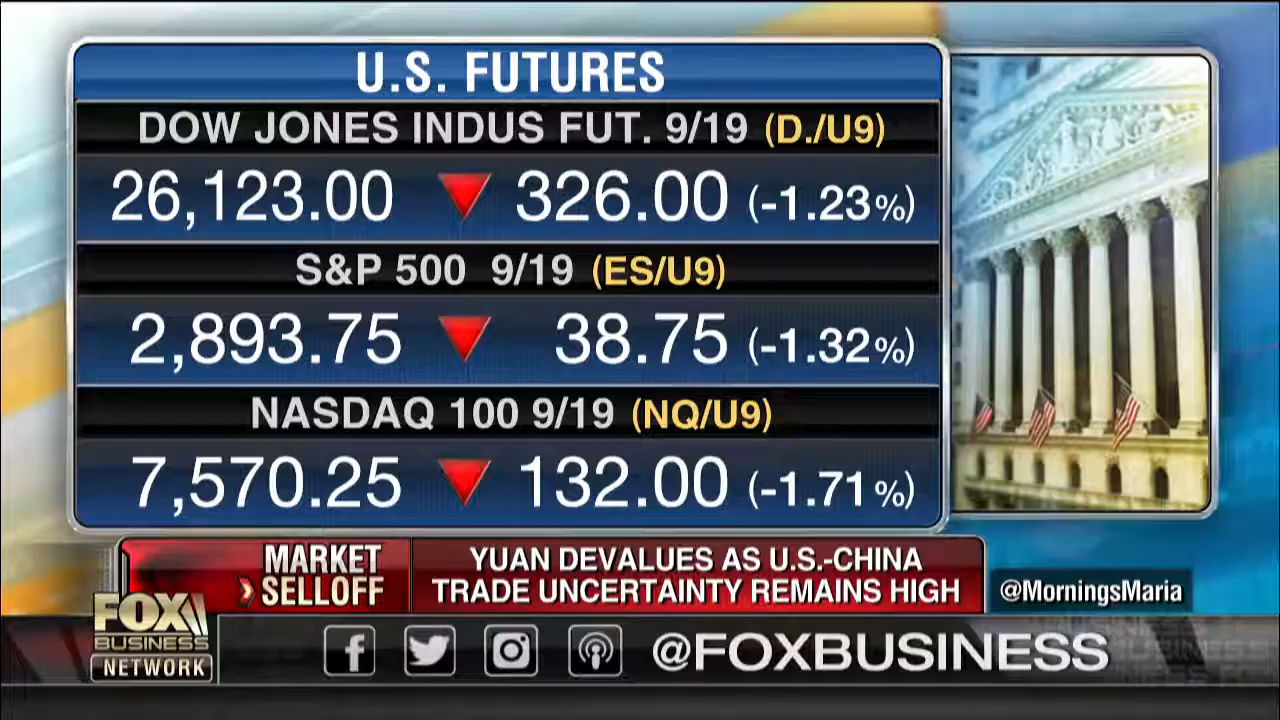 U.S. FUTURES
DOW JONES INDUS FUT. 9/19 (D./U9)
26,123.00 ▼ 326.00 (-1.23%)
S&P 500 9/19 (ES/U9)
2,893.75 ▼ 38.75 (-1.32%)
NASDAQ 100 9/19 (NQ/U9)
7,570.25 ▼ 132.00 (-1.71%)
MARKET
SELLOFF
YUAN DEVALUES AS U.S.-CHINA
TRADE UNCERTAINTY REMAINS HIGH
@MorningsMaria
FOX
BUSINESS
NETWORK
@FOXBUSINESS